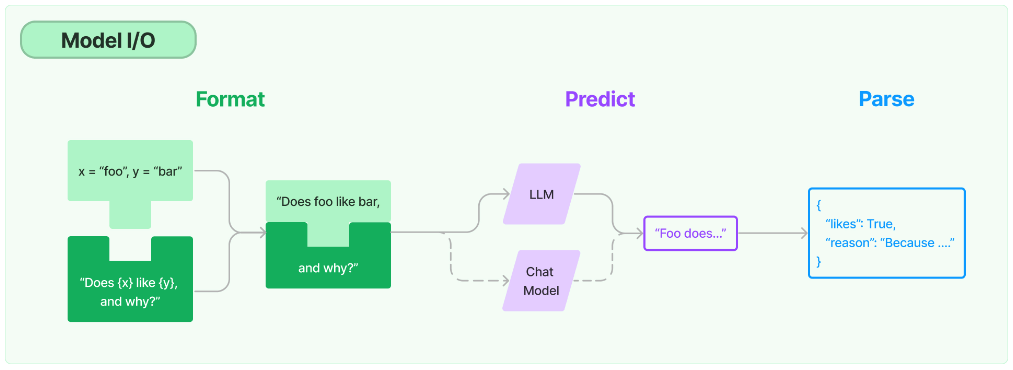 Model I/O
Format
Predict
Parse
x = “foo”, y = “bar”
“Does {x} like {y},
and why?”
“Does foo like bar,
and why?”
LLM
Chat
Model
“Foo does...”
{
“likes”: True,
“reason”: “Because ....”
}